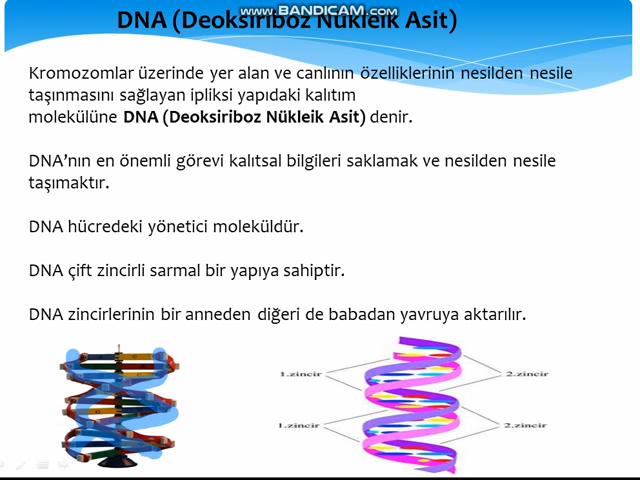 www.BANDICAM.com
DNA (Deoksiriboz Nükleik Asit)
Kromozomlar üzerinde yer alan ve canlının özelliklerinin nesilden nesile
taşınmasını sağlayan ipliksi yapıdaki kalıtım
molekülüne DNA (Deoksiriboz Nükleik Asit) denir.
DNA’nın en önemli görevi kalıtsal bilgileri saklamak ve nesilden nesile
taşımaktır.
DNA hücredeki yönetici moleküldür.
DNA çift zincirli sarmal bir yapıya sahiptir.
DNA zincirlerinin bir anneden diğeri de babadan yavruya aktarılır.
1.zincir 2.zincir
1.zincir 2.zincir